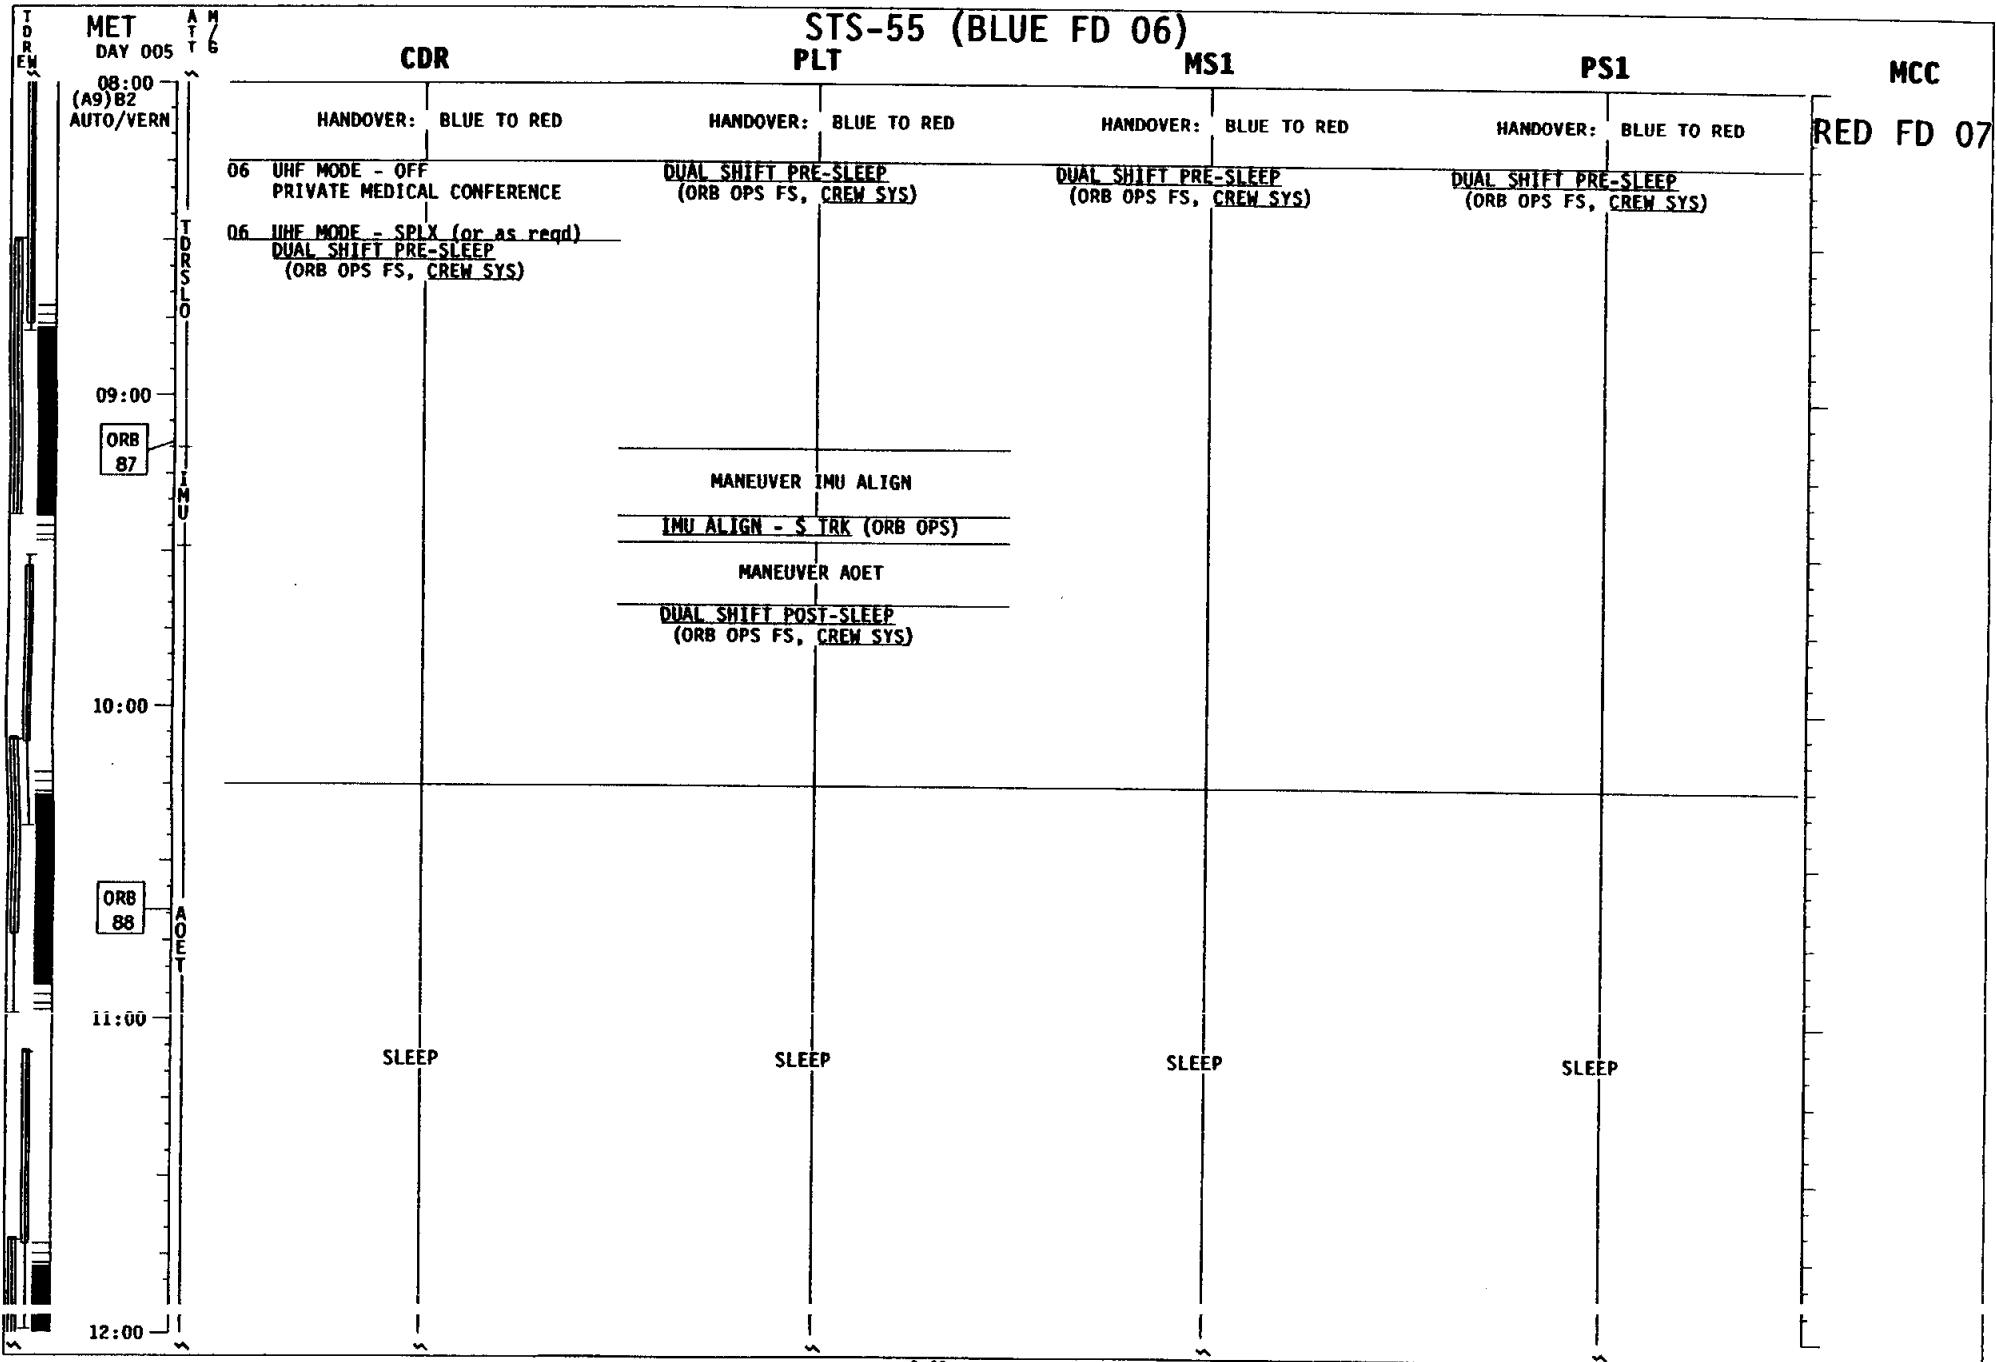 STS-55 (BLUE FD 06)
TDRE W
MET
DAY 005
ATT
M/G
CDR
PLT
MS1
PS1
MCC
08:00
(A9)B2
AUTO/VERN
HANDOVER: BLUE TO RED
HANDOVER: BLUE TO RED
HANDOVER: BLUE TO RED
HANDOVER: BLUE TO RED
RED FD 07
06 UHF MODE - OFF
PRIVATE MEDICAL CONFERENCE
06 UHF MODE - SPLX (or as reqd)
DUAL SHIFT PRE-SLEEP
(ORB OPS FS, CREW SYS)
DUAL SHIFT PRE-SLEEP
(ORB OPS FS, CREW SYS)
DUAL SHIFT PRE-SLEEP
(ORB OPS FS, CREW SYS)
DUAL SHIFT PRE-SLEEP
(ORB OPS FS, CREW SYS)
TDRSLO
09:00
ORB
87
IMU
MANEUVER IMU ALIGN
IMU ALIGN - S TRK (ORB OPS)
MANEUVER AOET
DUAL SHIFT POST-SLEEP
(ORB OPS FS, CREW SYS)
10:00
ORB
88
AOET
11:00
SLEEP
SLEEP
SLEEP
SLEEP
12:00